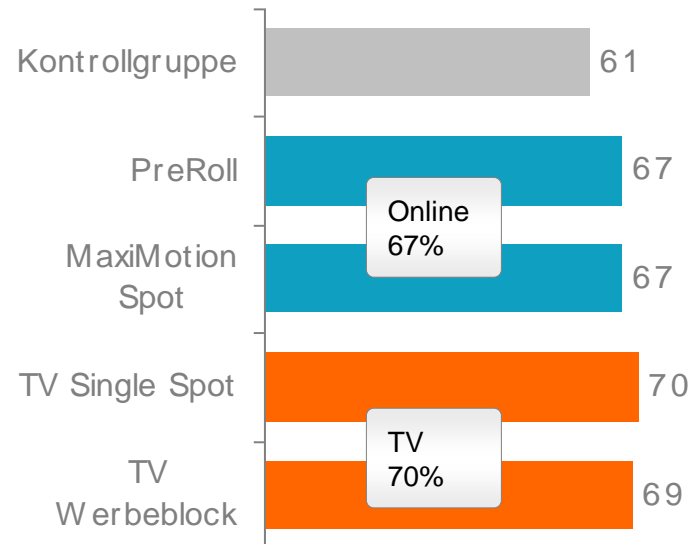 Kontrollgruppe 61
PreRoll 67
Online
67%
MaxiMotion
Spot 67
TV Single Spot 70
TV
70%
TV
Werbeblock 69